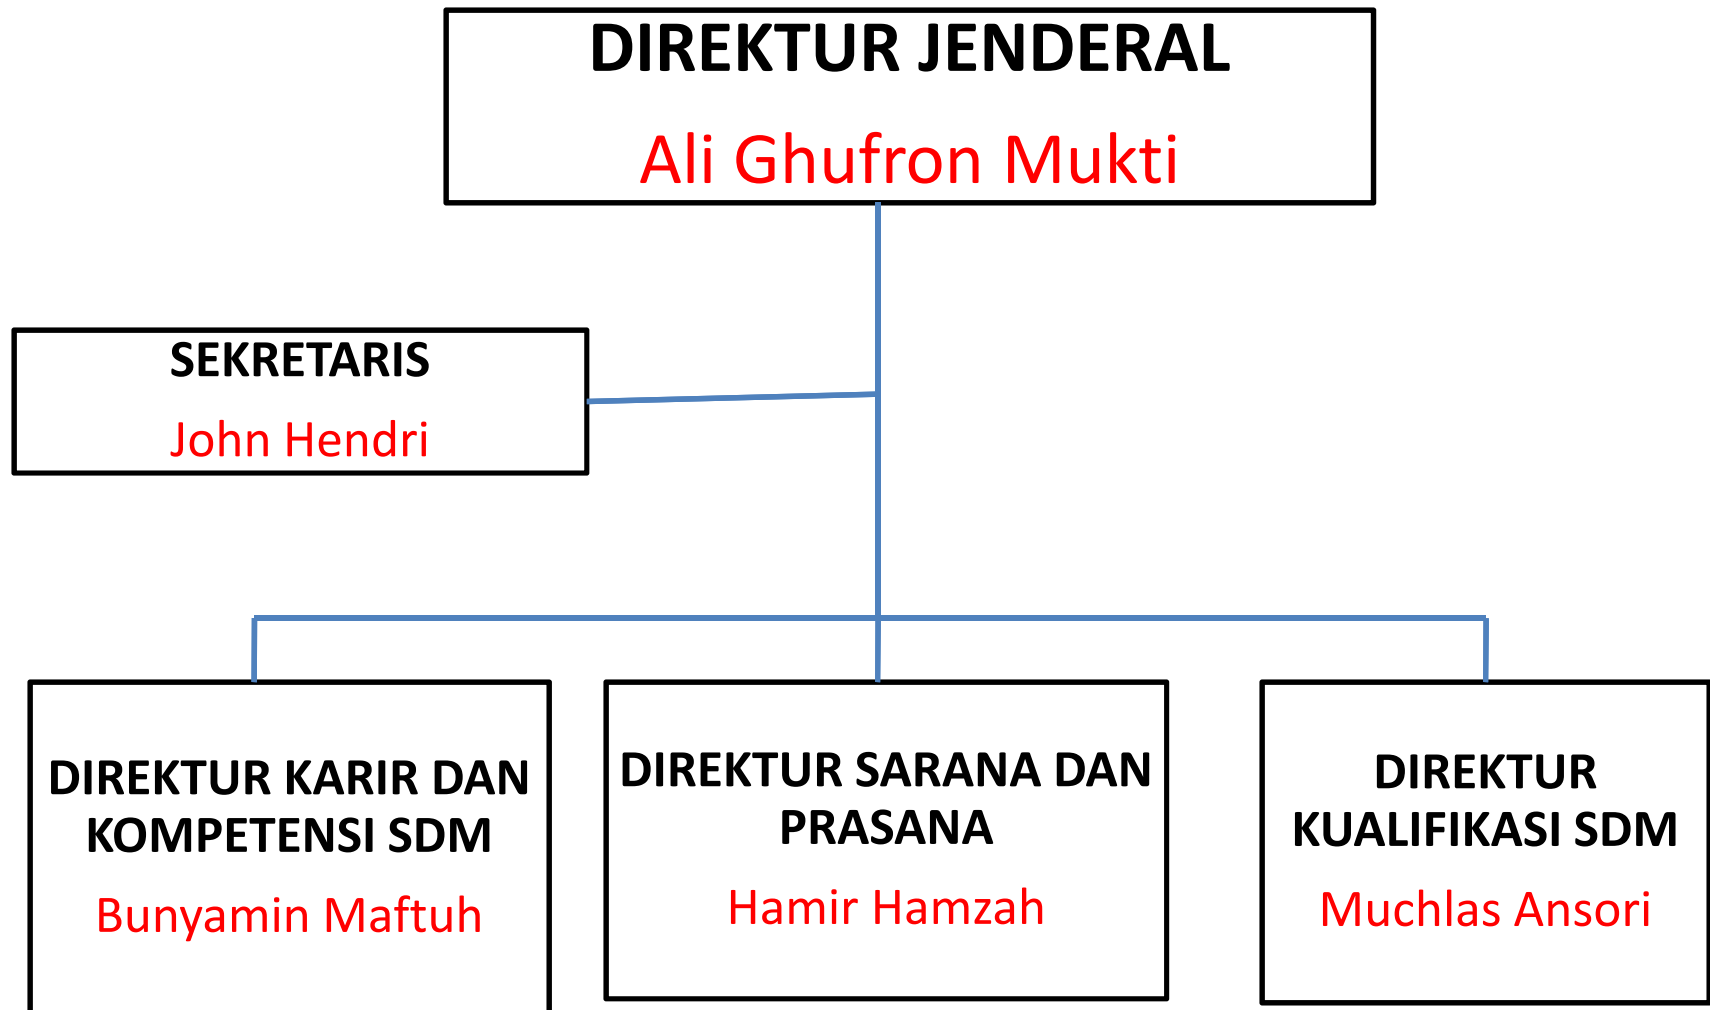 DIREKTUR JENDERAL
Ali Ghufron Mukti
SEKRETARIS
John Hendri
DIREKTUR KARIR DAN
KOMPETENSI SDM
Bunyamin Maftuh
DIREKTUR SARANA DAN
PRASANA
Hamir Hamzah
DIREKTUR
KUALIFIKASI SDM
Muchlas Ansori